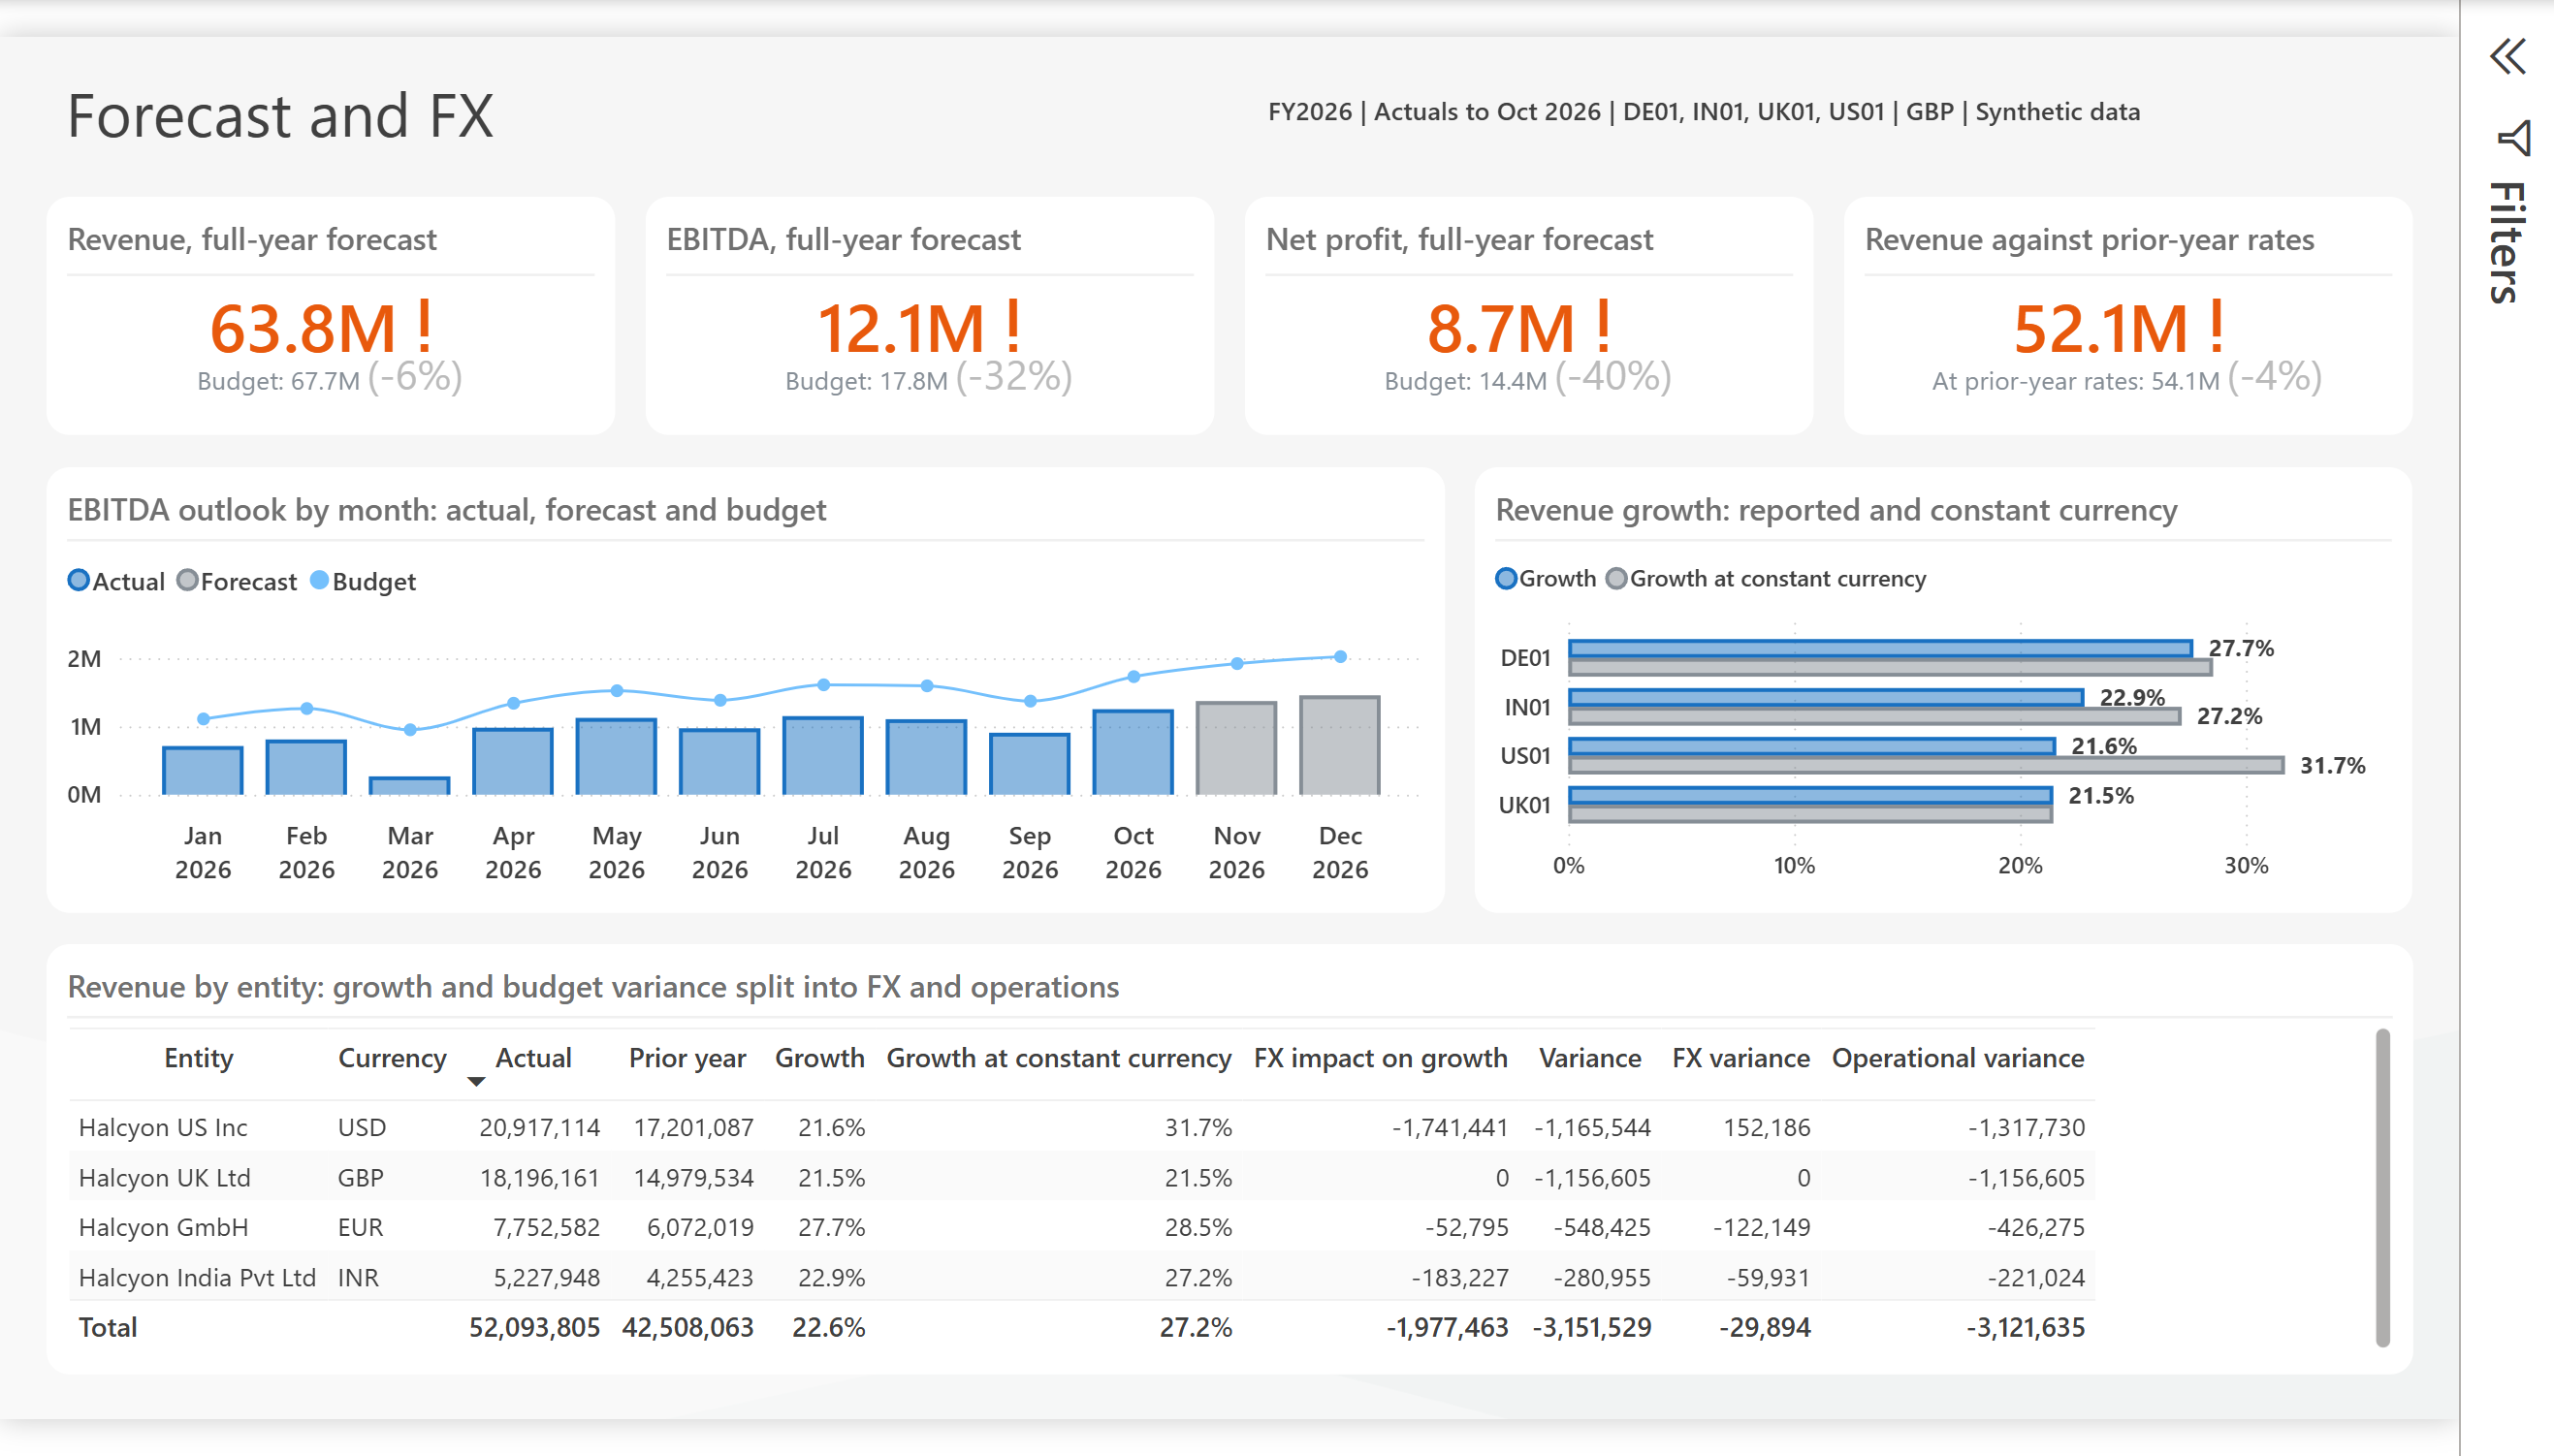 Forecast and FX
FY2026 | Actuals to Oct 2026 | DE01, IN01, UK01, US01 | GBP | Synthetic data
Filters
Revenue, full-year forecast
63.8M !
Budget: 67.7M (-6%)
EBITDA, full-year forecast
12.1M !
Budget: 17.8M (-32%)
Net profit, full-year forecast
8.7M !
Budget: 14.4M (-40%)
Revenue against prior-year rates
52.1M !
At prior-year rates: 54.1M (-4%)
EBITDA outlook by month: actual, forecast and budget
Actual Forecast Budget
2M
1M
0M
Jan Feb Mar Apr May Jun Jul Aug Sep Oct Nov Dec
2026 2026 2026 2026 2026 2026 2026 2026 2026 2026 2026 2026
Revenue growth: reported and constant currency
Growth Growth at constant currency
DE01 27.7%
IN01 22.9%
27.2%
US01 21.6%
31.7%
UK01 21.5%
0% 10% 20% 30%
Revenue by entity: growth and budget variance split into FX and operations
Entity Currency Actual Prior year Growth Growth at constant currency FX impact on growth Variance FX variance Operational variance
Halcyon US Inc USD 20,917,114 17,201,087 21.6% 31.7% -1,741,441 -1,165,544 152,186 -1,317,730
Halcyon UK Ltd GBP 18,196,161 14,979,534 21.5% 21.5% 0 -1,156,605 0 -1,156,605
Halcyon GmbH EUR 7,752,582 6,072,019 27.7% 28.5% -52,795 -548,425 -122,149 -426,275
Halcyon India Pvt Ltd INR 5,227,948 4,255,423 22.9% 27.2% -183,227 -280,955 -59,931 -221,024
Total 52,093,805 42,508,063 22.6% 27.2% -1,977,463 -3,151,529 -29,894 -3,121,635